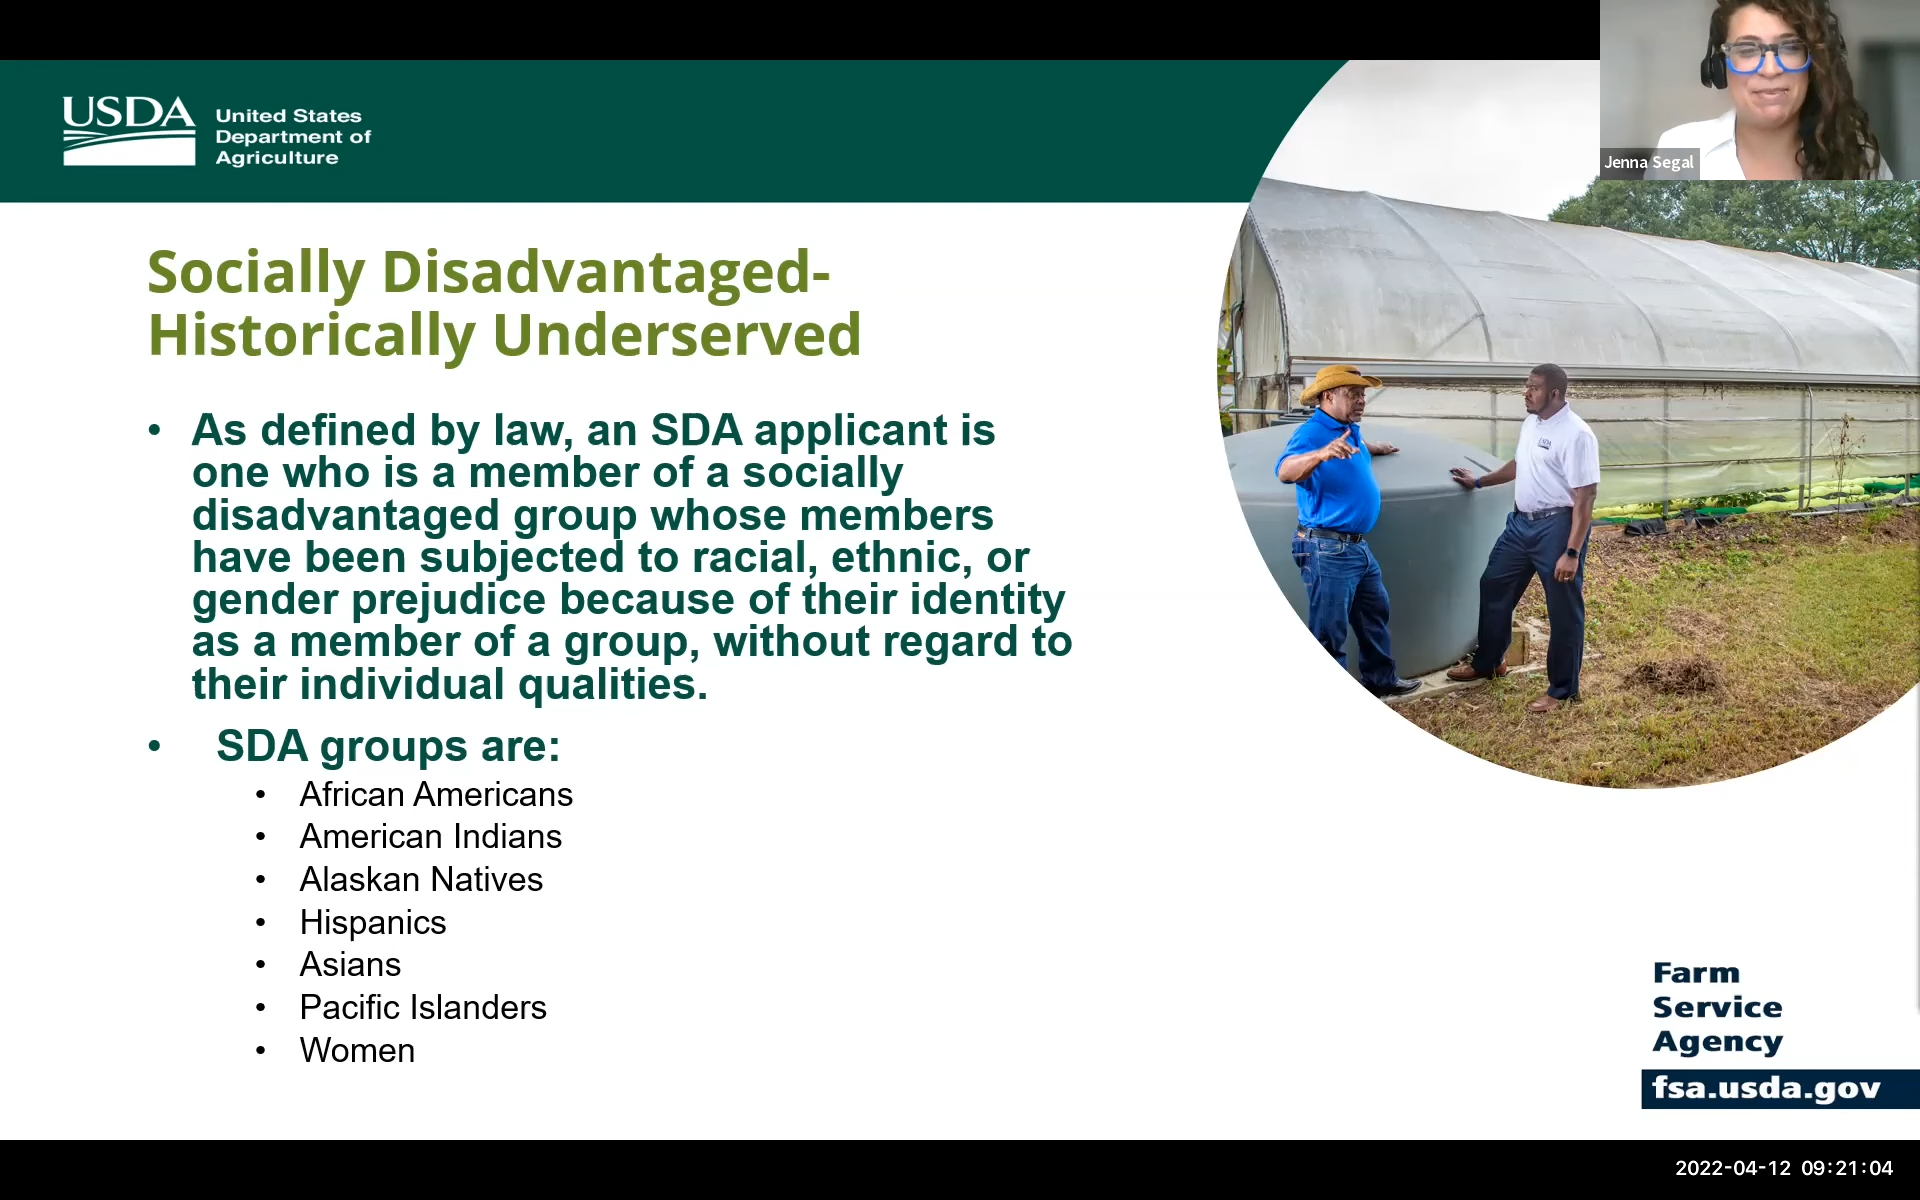 USDA
United States
Department of
Agriculture
Jenna Segal
Socially Disadvantaged-
Historically Underserved
• As defined by law, an SDA applicant is
one who is a member of a socially
disadvantaged group whose members
have been subjected to racial, ethnic, or
gender prejudice because of their identity
as a member of a group, without regard to
their individual qualities.
• SDA groups are:
• African Americans
• American Indians
• Alaskan Natives
• Hispanics
• Asians
• Pacific Islanders
• Women
USDA
Farm
Service
Agency
fsa.usda.gov
2022-04-12 09:21:04